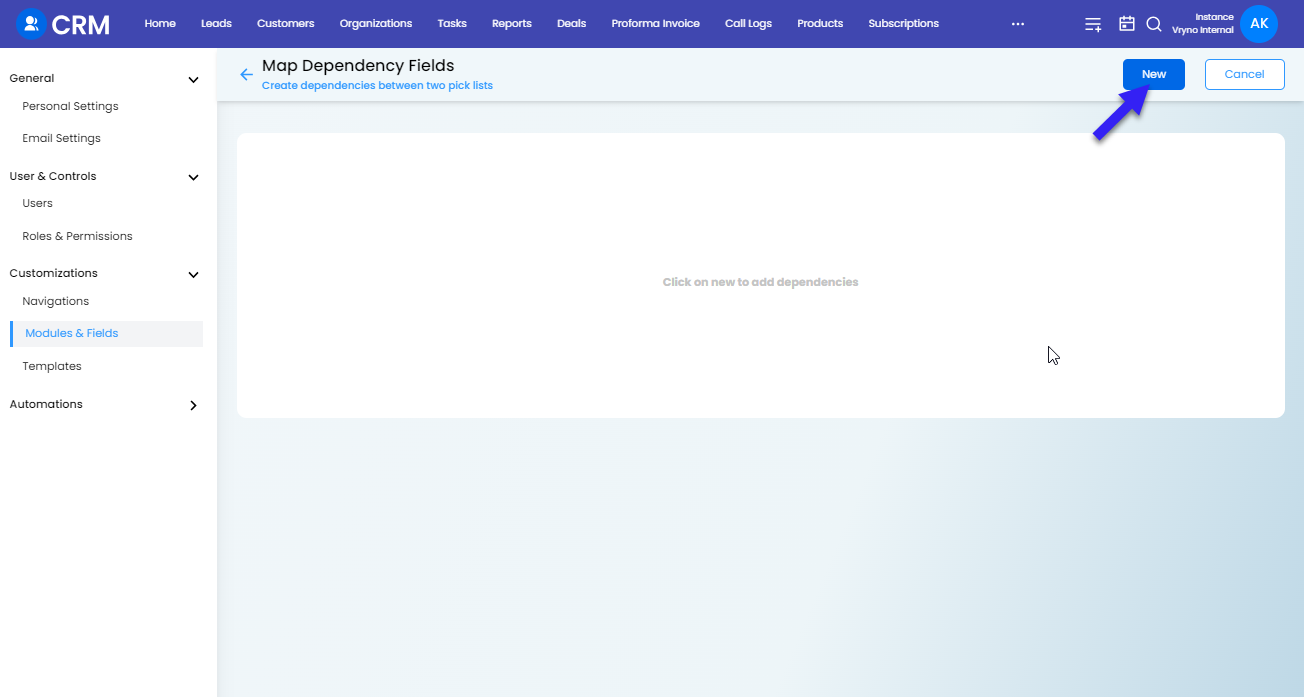 CRM
Home Leads Customers Organizations Tasks Reports Deals Proforma Invoice Call Logs Products Subscriptions ...
Instance
Vryno Internal
AK
General
Personal Settings
Email Settings
User & Controls
Users
Roles & Permissions
Customizations
Navigations
Modules & Fields
Templates
Automations
Map Dependency Fields
Create dependencies between two pick lists
New
Cancel
Click on new to add dependencies